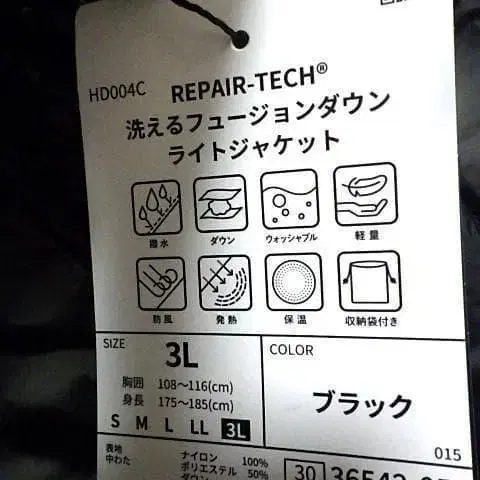 HD004C
REPAIR-TECH®
洗えるフュージョンダウン
ライトジャケット
撥水 ダウン ウォッシャブル 軽量
防風 発熱 保温 収納袋付き
SIZE
3L
胸囲 108〜116(cm)
身長 175〜185(cm)
S M L LL 3L
COLOR
ブラック
015
表地 ナイロン 100%
中わた ポリエステル 50%
ダウン
30